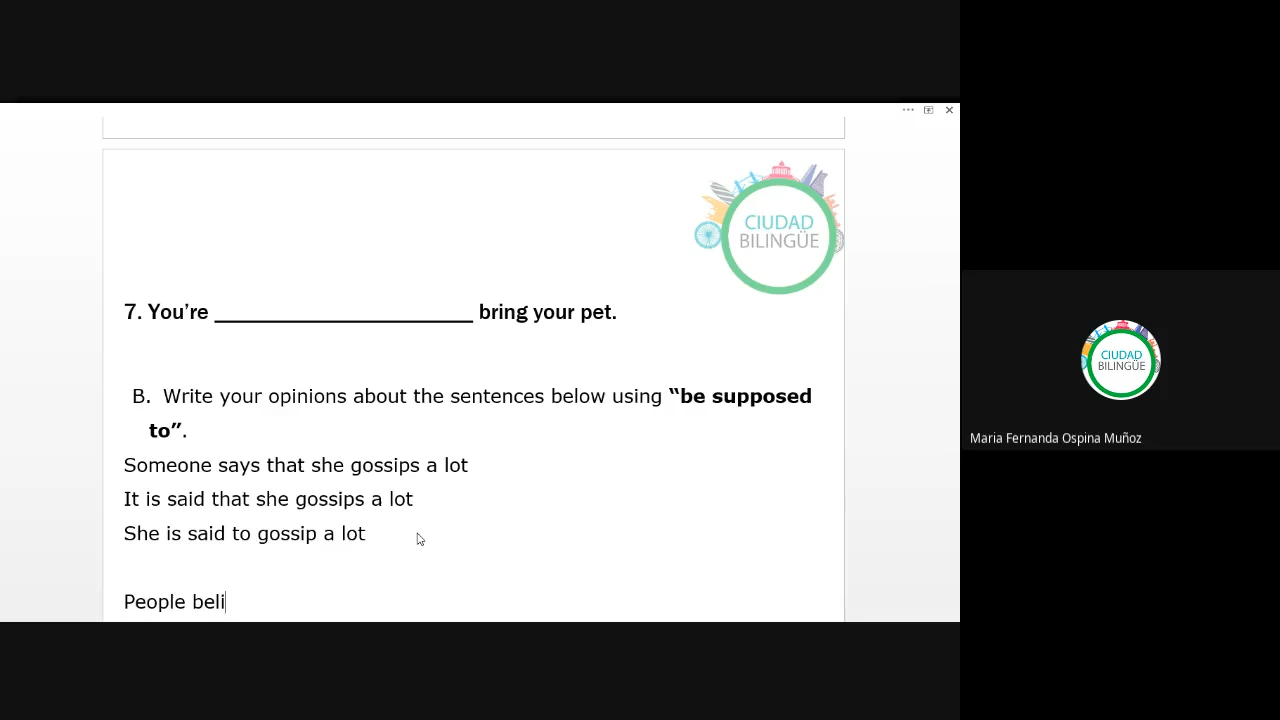 CIUDAD
BILINGÜE
7. You’re ______________________ bring your pet.
B. Write your opinions about the sentences below using “be supposed
to”.
Someone says that she gossips a lot
It is said that she gossips a lot
She is said to gossip a lot
People beli
CIUDAD
BILINGÜE
Maria Fernanda Ospina Muñoz